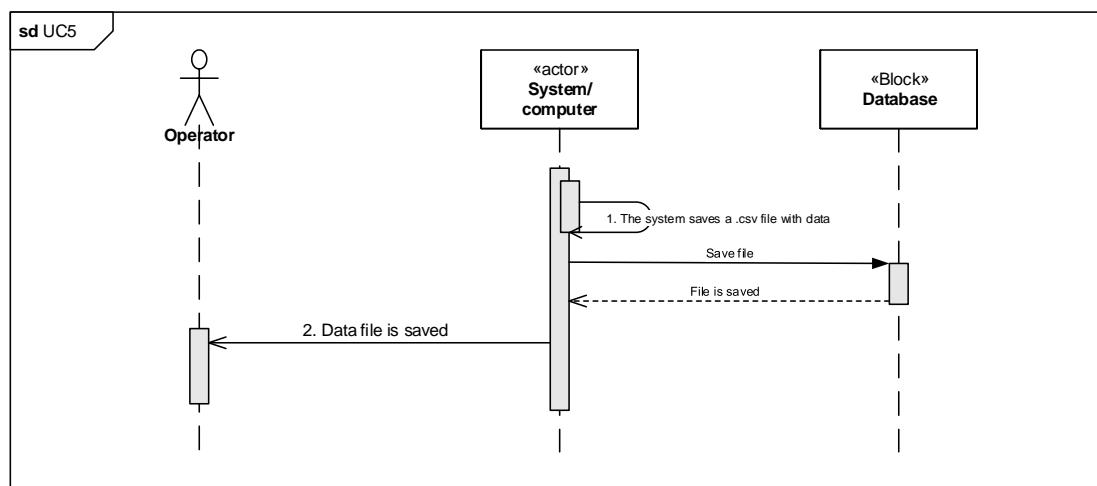 sd UC5
«actor»
System/
computer
«Block»
Database
Operator
1. The system saves a .csv file with data
Save file
File is saved
2. Data file is saved